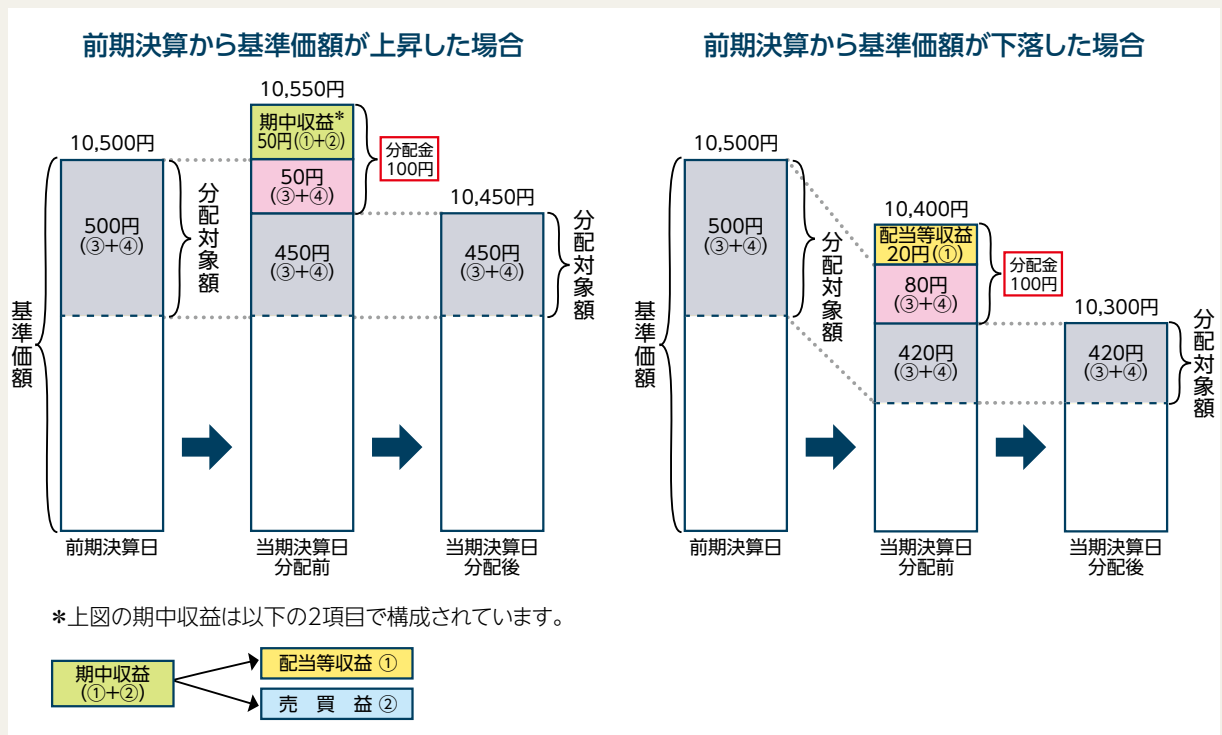 前期決算から基準価額が上昇した場合
10,550円
10,500円
期中収益*
50円(①+②)
分配金
100円
50円
(③+④)
10,450円
500円
(③+④)
分配対象額
450円
(③+④)
450円
(③+④)
分配対象額
基準価額
前期決算日
当期決算日
分配前
当期決算日
分配後
前期決算から基準価額が下落した場合
10,500円
10,400円
500円
(③+④)
分配対象額
配当等収益
20円(①)
分配金
100円
80円
(③+④)
10,300円
420円
(③+④)
420円
(③+④)
分配対象額
基準価額
前期決算日
当期決算日
分配前
当期決算日
分配後
*上図の期中収益は以下の2項目で構成されています。
期中収益
(①+②)
配当等収益 ①
売 買 益 ②